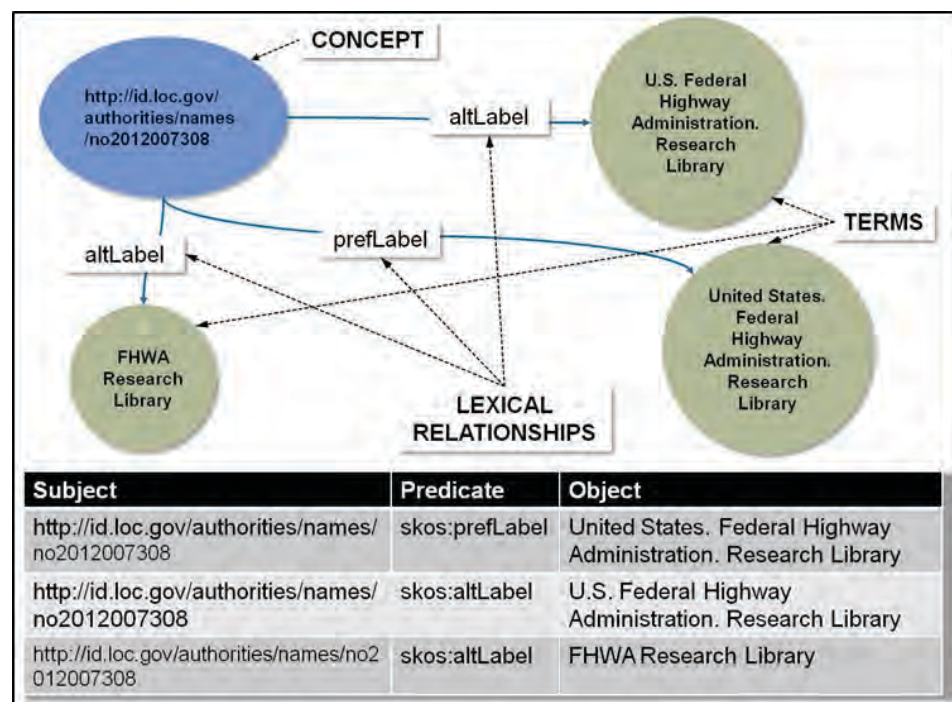 CONCEPT
http://id.loc.gov/
authorities/names
/no2012007308
altLabel
U.S. Federal
Highway
Administration.
Research
Library
TERMS
prefLabel
altLabel
United States.
Federal
Highway
Administration.
Research
Library
FHWA
Research
Library
LEXICAL
RELATIONSHIPS
Subject Predicate Object
http://id.loc.gov/authorities/names/ skos:prefLabel United States. Federal Highway
no2012007308 Administration. Research Library
http://id.loc.gov/authorities/names/ skos:altLabel U.S. Federal Highway
no2012007308 Administration. Research Library
http://id.loc.gov/authorities/names/no2 skos:altLabel FHWA Research Library
012007308